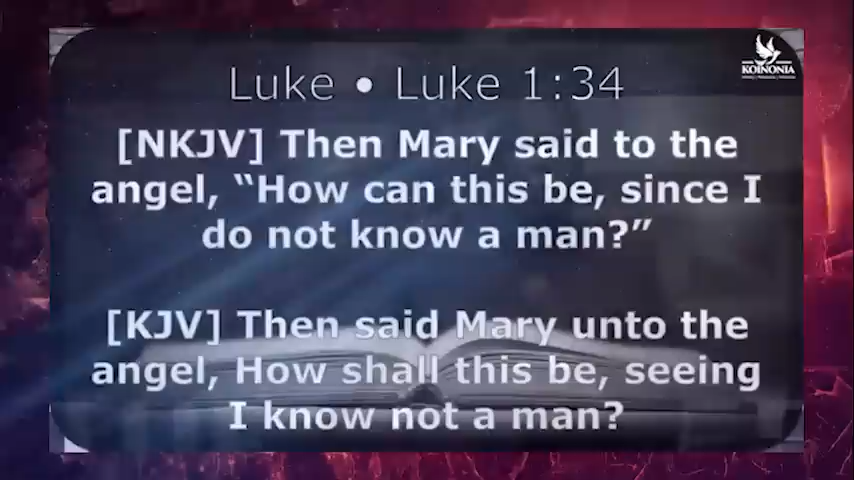 KOINONIA
Luke • Luke 1:34
[NKJV] Then Mary said to the
angel, “How can this be, since I
do not know a man?”
[KJV] Then said Mary unto the
angel, How shall this be, seeing
I know not a man?